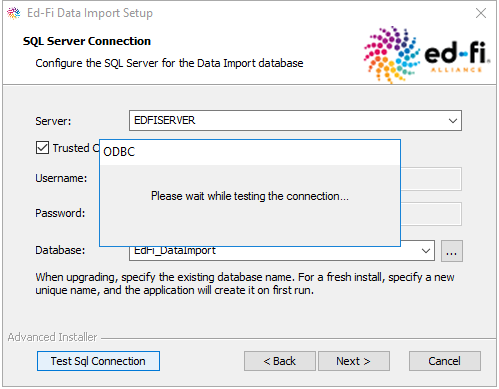 Ed-Fi Data Import Setup
SQL Server Connection
Configure the SQL Server for the Data Import database
ed-fi.
ALLIANCE
Server:
EDFISERVER
Trusted C
ODBC
Username:
Please wait while testing the connection...
Password:
Database:
EdFi_DataImport
...
When upgrading, specify the existing database name. For a fresh install, specify a new
unique name, and the application will create it on first run.
Advanced Installer
Test Sql Connection
< Back
Next >
Cancel